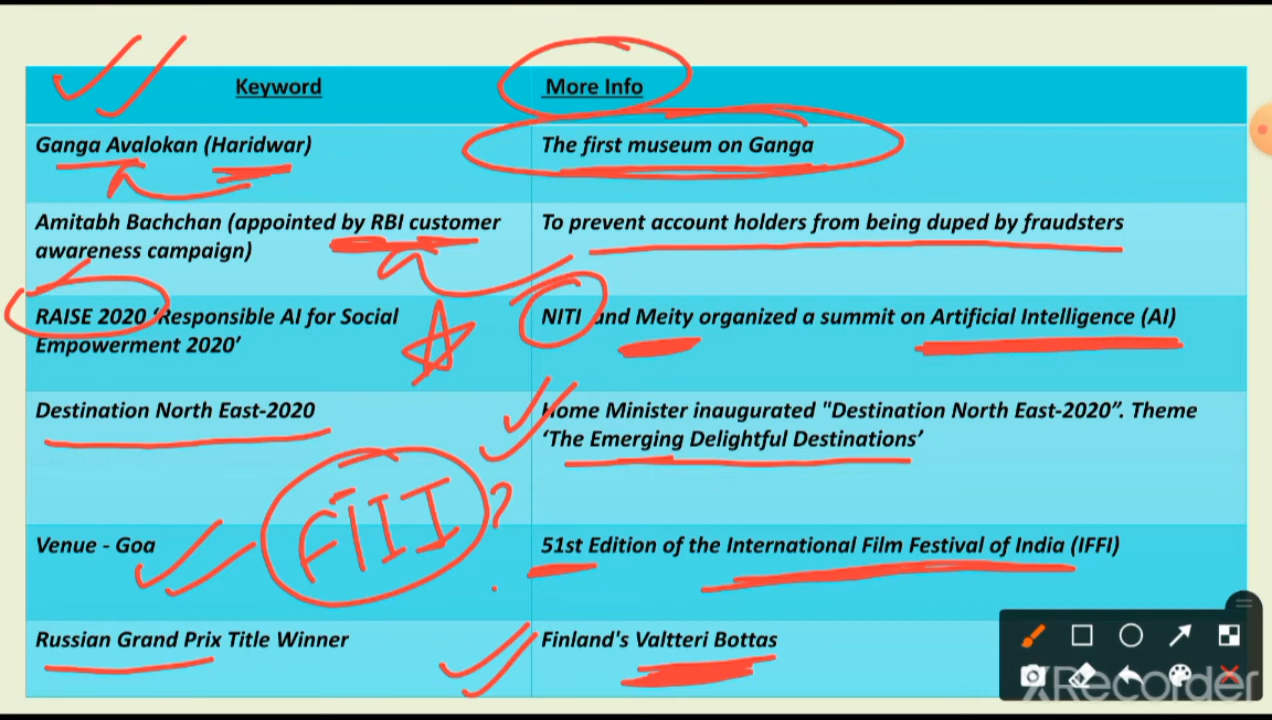 Keyword More Info
Ganga Avalokan (Haridwar) The first museum on Ganga
Amitabh Bachchan (appointed by RBI customer
awareness campaign)
To prevent account holders from being duped by fraudsters
RAISE 2020 'Responsible AI for Social
Empowerment 2020'
NITI and Meity organized a summit on Artificial Intelligence (AI)
Destination North East-2020
Home Minister inaugurated "Destination North East-2020”. Theme
‘The Emerging Delightful Destinations’
FIII ?
Venue - Goa 51st Edition of the International Film Festival of India (IFFI)
Russian Grand Prix Title Winner Finland's Valtteri Bottas
XRecorder